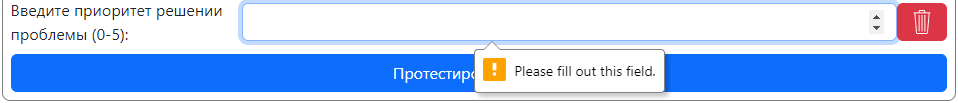 Введите приоритет решении
проблемы (0-5):
Протестиро
Please fill out this field.